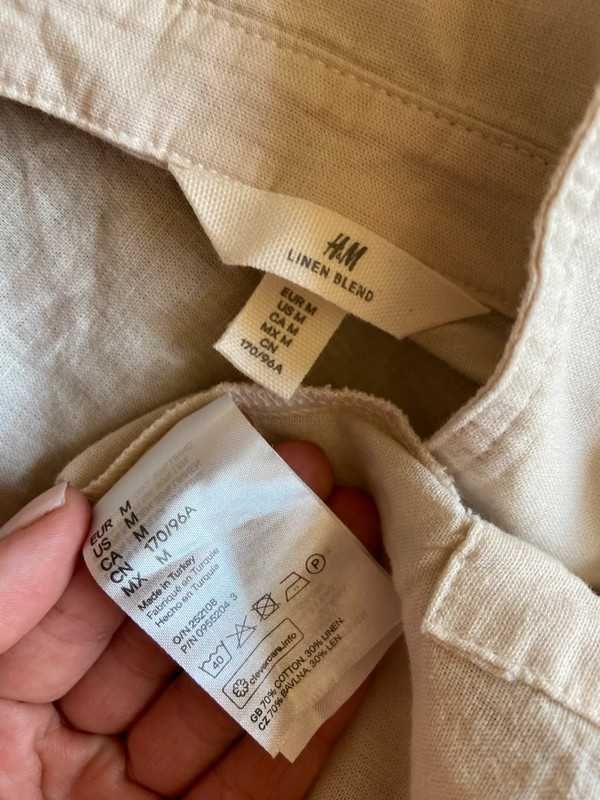 H&M
LINEN BLEND
EUR M
US M
CA M
MX M
CN
170/96A
EUR M
US M
CA M
CN 170/96A
MX M
Made in Turkey
Fabriqué en Turquie
Hecho en Turquía
O/N 252108
P/N 0955204 3
40
P
clevercare.info
GB 70% COTTON. 30% LINEN.
CZ 70% BAVLNA. 30% LEN.